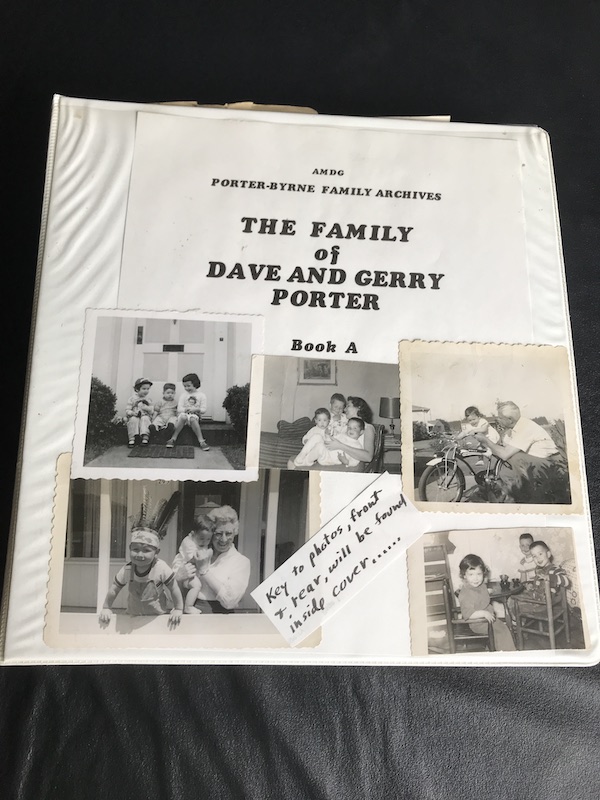 AMDG
PORTER-BYRNE FAMILY ARCHIVES
THE FAMILY
of
DAVE AND GERRY
PORTER
Book A
Key to photos, front
& rear, will be found
inside cover......